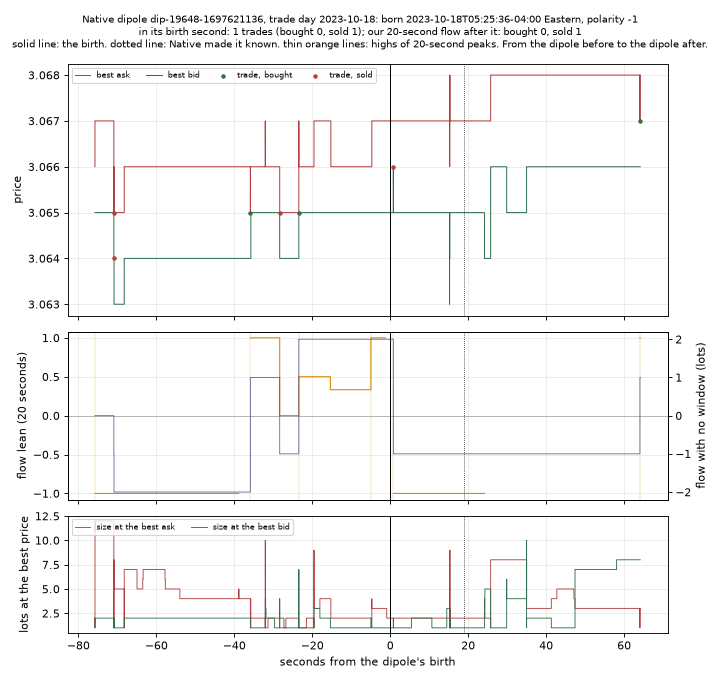 Native dipole dip-19648-1697621136, trade day 2023-10-18: born 2023-10-18T05:25:36-04:00 Eastern, polarity -1
in its birth second: 1 trades (bought 0, sold 1); our 20-second flow after it: bought 0, sold 1
solid line: the birth. dotted line: Native made it known. thin orange lines: highs of 20-second peaks. From the dipole before to the dipole after.
best ask best bid trade, bought trade, sold
3.068
3.067
3.066
3.065
3.064
3.063
price
1.0
0.5
0.0
−0.5
−1.0
flow lean (20 seconds)
2
1
0
−1
−2
flow with no window (lots)
size at the best ask size at the best bid
12.5
10.0
7.5
5.0
2.5
lots at the best price
−80 −60 −40 −20 0 20 40 60
seconds from the dipole's birth